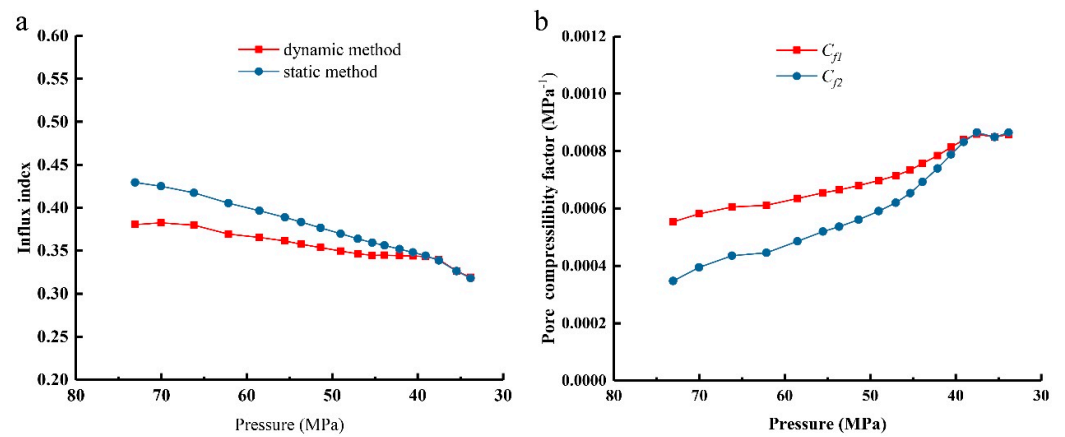 a
0.60
0.55
0.50
0.45
0.40
0.35
0.30
0.25
0.20
Influx index
dynamic method
static method
80
70
60
50
40
30
Pressure (MPa)
b
0.0012
0.0010
0.0008
0.0006
0.0004
0.0002
0.0000
Pore compressilibity factor (MPa⁻¹)
Cf1
Cf2
80
70
60
50
40
30
Pressure (MPa)